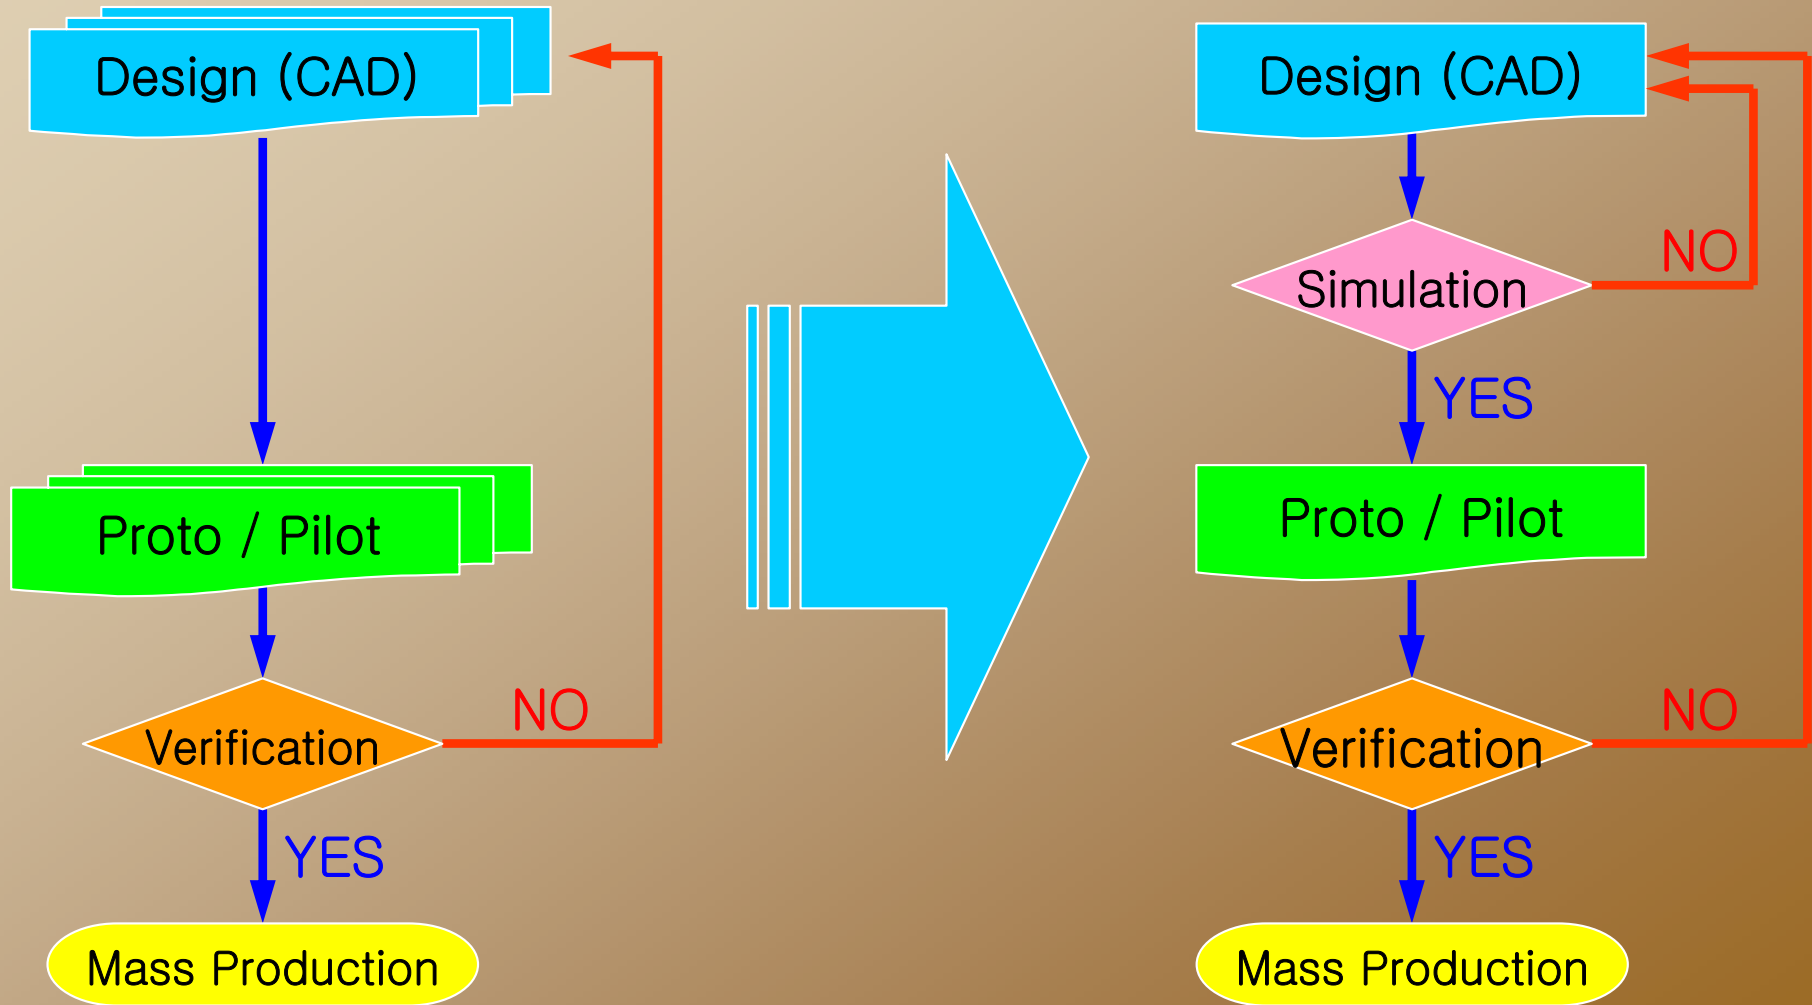 Design (CAD)
Proto / Pilot
Verification
NO
YES
Mass Production
Design (CAD)
Simulation
NO
YES
Proto / Pilot
Verification
NO
YES
Mass Production